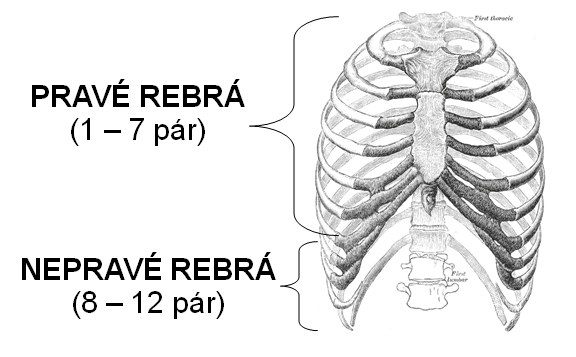 First thoracic
PRAVÉ REBRÁ
(1 – 7 pár)
NEPRAVÉ REBRÁ
(8 – 12 pár)
First
lumbar